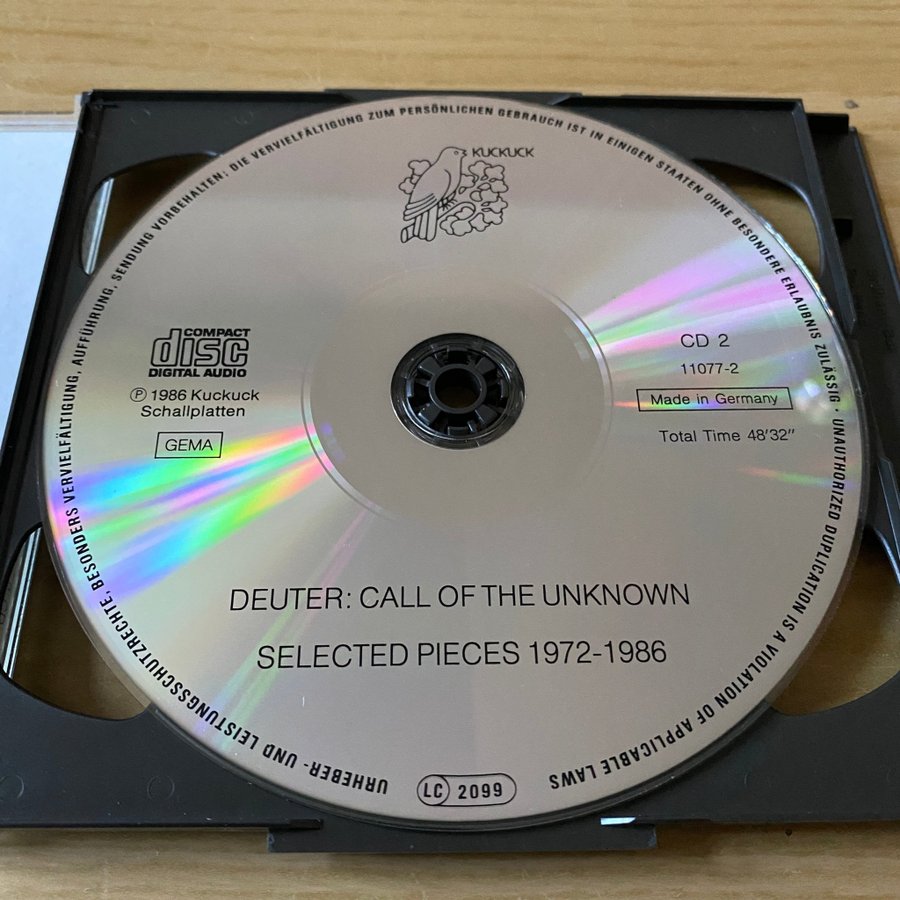 URHEBER- UND LEISTUNGSSCHUTZRECHTE, BESONDERS VERVIELFÄLTIGUNG, AUFFÜHRUNG, SENDUNG VORBEHALTEN; DIE VERVIELFÄLTIGUNG ZUM PERSÖNLICHEN GEBRAUCH IST IN EINIGEN STAATEN OHNE BESONDERE ERLAUBNIS ZULÄSSIG · UNAUTHORIZED DUPLICATION IS A VIOLATION OF APPLICABLE LAWS
KUCKUCK
COMPACT
disc
DIGITAL AUDIO
℗ 1986 Kuckuck
Schallplatten
GEMA
CD 2
11077-2
Made in Germany
Total Time 48'32"
DEUTER: CALL OF THE UNKNOWN
SELECTED PIECES 1972-1986
LC 2099